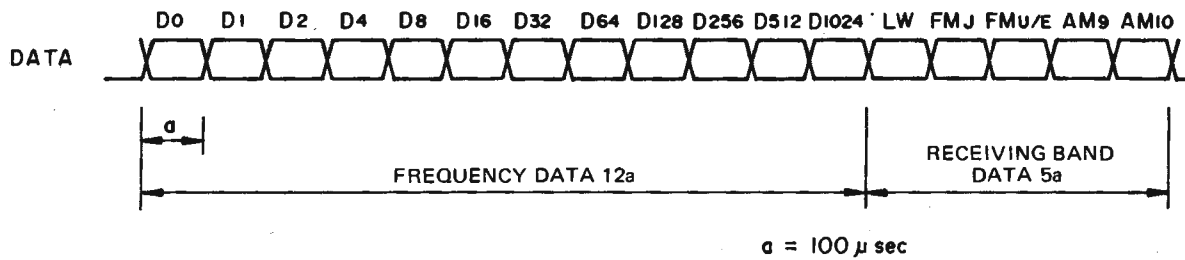 D0 D1 D2 D4 D8 D16 D32 D64 D128 D256 D512 D1024 LW FMJ FMU/E AM9 AM10
DATA
a
FREQUENCY DATA 12a
RECEIVING BAND
DATA 5a
a = 100 μ sec